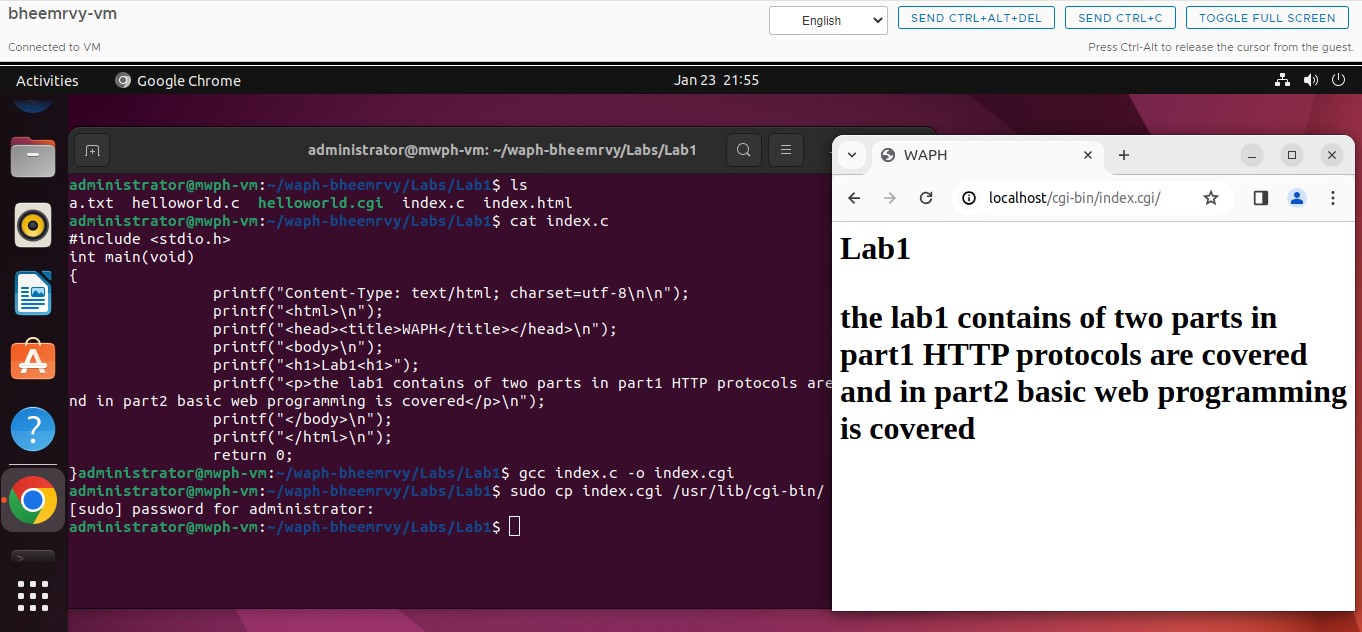 bheemrvy-vm
English
SEND CTRL+ALT+DEL
SEND CTRL+C
TOGGLE FULL SCREEN
Connected to VM
Press Ctrl-Alt to release the cursor from the guest.
Activities
Google Chrome
Jan 23 21:55
administrator@mwph-vm: ~/waph-bheemrvy/Labs/Lab1
administrator@mwph-vm:~/waph-bheemrvy/Labs/Lab1$ ls
a.txt helloworld.c helloworld.cgi index.c index.html
administrator@mwph-vm:~/waph-bheemrvy/Labs/Lab1$ cat index.c
#include <stdio.h>
int main(void)
{
printf("Content-Type: text/html; charset=utf-8\n\n");
printf("<html>\n");
printf("<head><title>WAPH</title></head>\n");
printf("<body>\n");
printf("<h1>Lab1<h1>");
printf("<p>the lab1 contains of two parts in part1 HTTP protocols are
nd in part2 basic web programming is covered</p>\n");
printf("</body>\n");
printf("</html>\n");
return 0;
}administrator@mwph-vm:~/waph-bheemrvy/Labs/Lab1$ gcc index.c -o index.cgi
administrator@mwph-vm:~/waph-bheemrvy/Labs/Lab1$ sudo cp index.cgi /usr/lib/cgi-bin/
[sudo] password for administrator:
administrator@mwph-vm:~/waph-bheemrvy/Labs/Lab1$
WAPH
localhost/cgi-bin/index.cgi/
Lab1
the lab1 contains of two parts in
part1 HTTP protocols are covered
and in part2 basic web programming
is covered